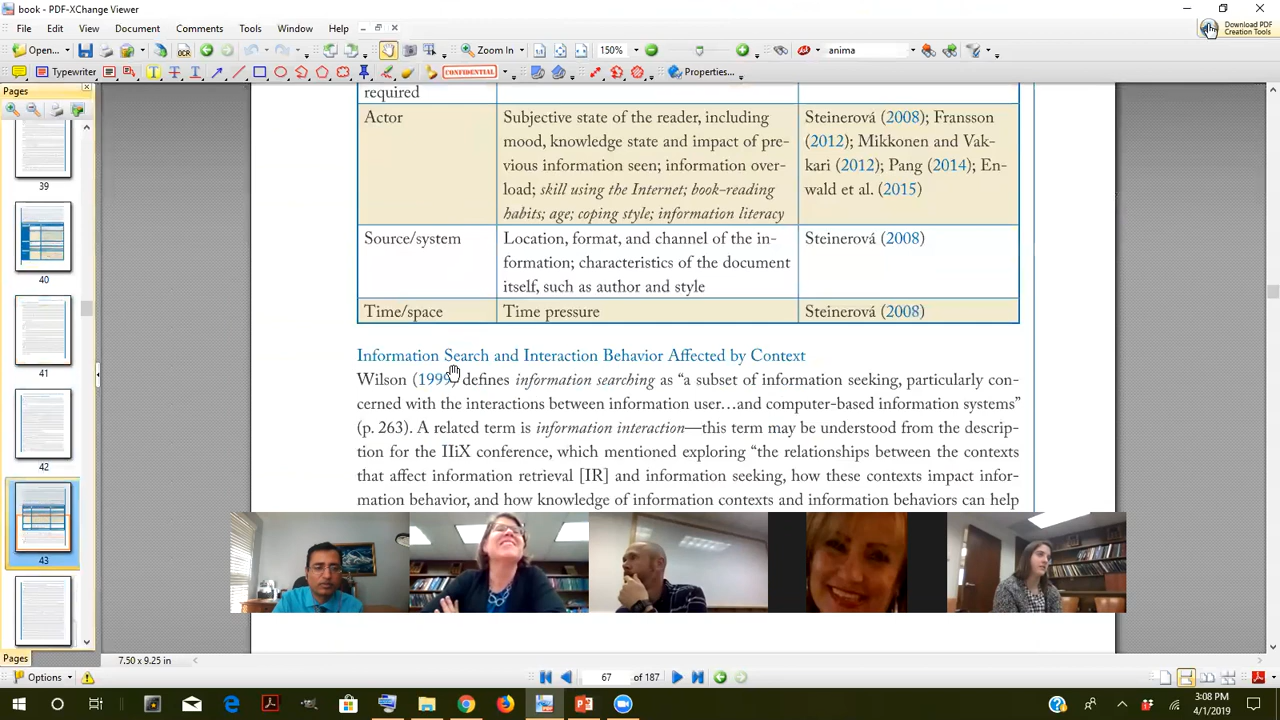 book - PDF-XChange Viewer
File Edit View Document Comments Tools Window Help
Download PDF
Creation Tools
Open... OCR Zoom In 150% anima
Typewriter CONFIDENTIAL Properties...
Pages
39
40
41
42
43
required
Actor Subjective state of the reader, including Steinerová (2008); Fransson
mood, knowledge state and impact of pre- (2012); Mikkonen and Vak-
vious information seen; information over- kari (2012); Pang (2014); En-
load; skill using the Internet; book-reading wald et al. (2015)
habits; age; coping style; information literacy
Source/system Location, format, and channel of the in- Steinerová (2008)
formation; characteristics of the document
itself, such as author and style
Time/space Time pressure Steinerová (2008)
Information Search and Interaction Behavior Affected by Context
Wilson (1999) defines information searching as “a subset of information seeking, particularly con-
cerned with the interactions between information user…and computer-based information systems”
(p. 263). A related term is information interaction—this term may be understood from the descrip-
tion for the IIiX conference, which mentioned exploring “the relationships between the contexts
that affect information retrieval [IR] and information seeking, how these contexts impact infor-
mation behavior, and how knowledge of information contexts and information behaviors can help
Pages
7.50 x 9.25 in
Options 67 of 187
3:08 PM
4/1/2019